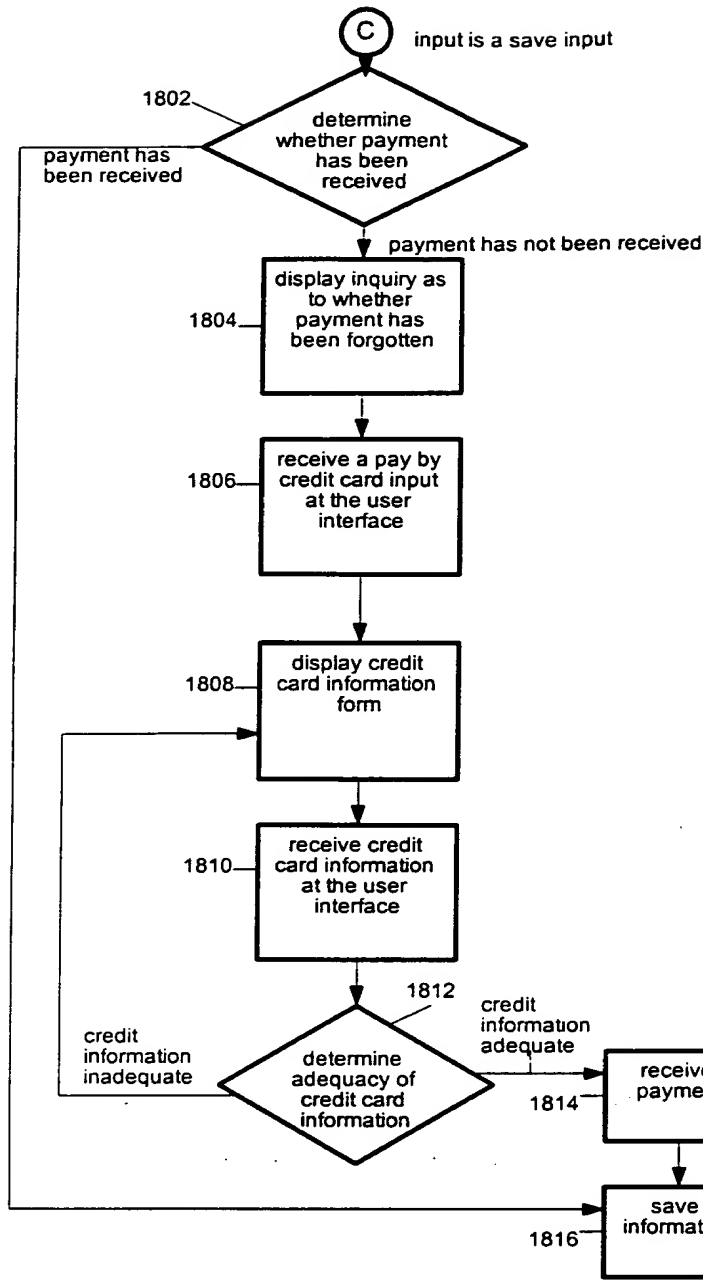 C
input is a save input
1802
determine
whether payment
has been
received
payment has
been received
payment has not been received
display inquiry as
to whether
payment has
been forgotten
1804
receive a pay by
credit card input
at the user
interface
1806
display credit
card information
form
1808
receive credit
card information
at the user
interface
1810
1812
credit
information
adequate
credit
information
inadequate
determine
adequacy of
credit card
information
1814
1816
save